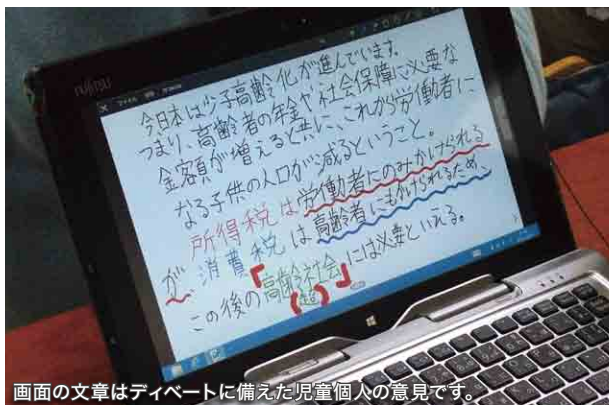 FUJITSU
今日本は少子高齢化が進んでいます。
つまり、高齢者の年金や社会保障に必要な
金額が増えると共に、これから労働者に
なる子供の人口が減るということ。
所得税は労働者にのみかけられる
が、消費税は高齢者にもかけられるため、
この後の「高齢社会」には必要といえる。
(超)
画面の文章はディベートに備えた児童個人の意見です。